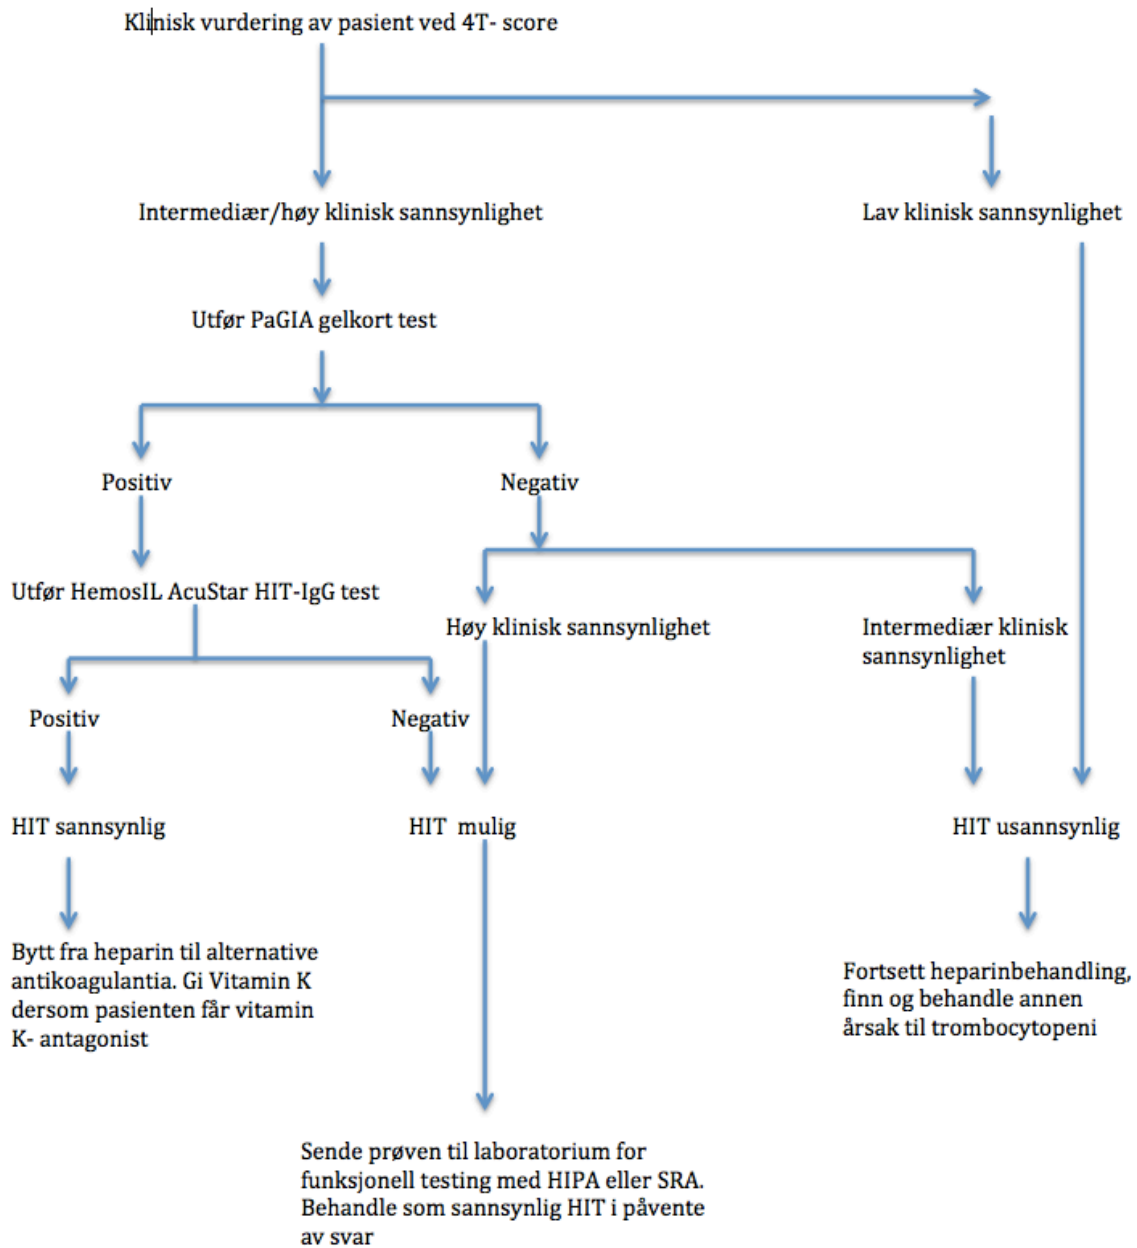 Klinisk vurdering av pasient ved 4T- score
Intermediær/høy klinisk sannsynlighet
Lav klinisk sannsynlighet
Utfør PaGIA gelkort test
Positiv
Negativ
Utfør HemosIL AcuStar HIT-IgG test
Høy klinisk sannsynlighet
Intermediær klinisk
sannsynlighet
Positiv
Negativ
HIT sannsynlig
HIT mulig
HIT usannsynlig
Bytt fra heparin til alternative
antikoagulantia. Gi Vitamin K
dersom pasienten får vitamin
K- antagonist
Fortsett heparinbehandling,
finn og behandle annen
årsak til trombocytopeni
Sende prøven til laboratorium for
funksjonell testing med HIPA eller SRA.
Behandle som sannsynlig HIT i påvente
av svar